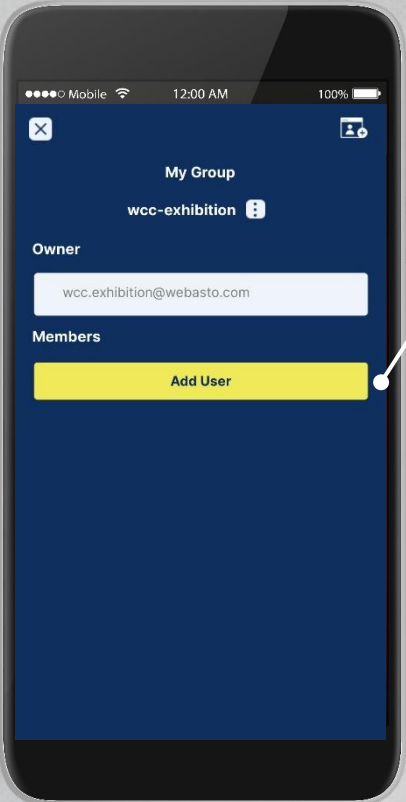 Mobile 12:00 AM 100%
My Group
wcc-exhibition
Owner
wcc.exhibition@webasto.com
Members
Add User